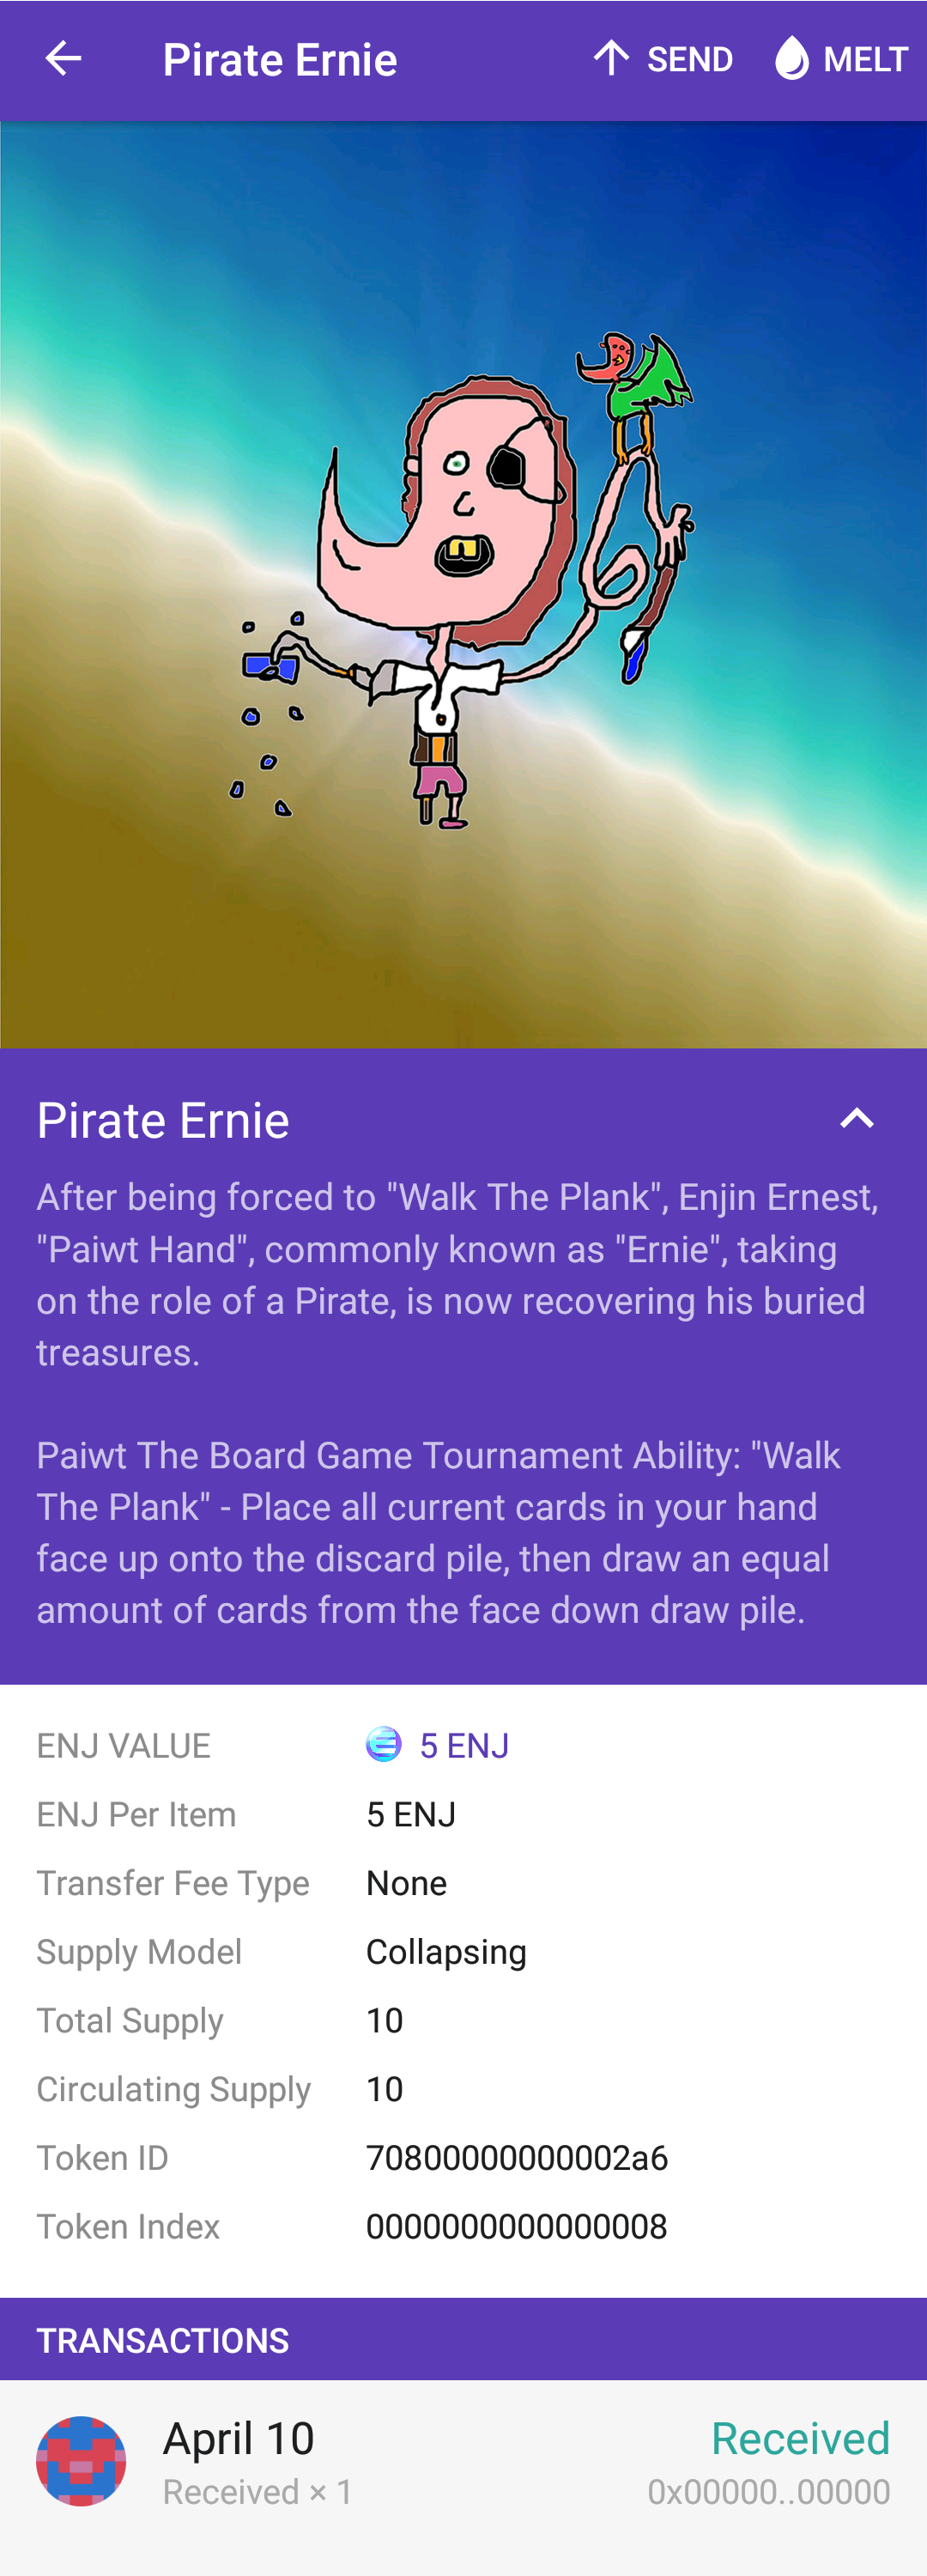 Pirate Ernie
SEND
MELT
Pirate Ernie
After being forced to "Walk The Plank", Enjin Ernest,
"Paiwt Hand", commonly known as "Ernie", taking
on the role of a Pirate, is now recovering his buried
treasures.
Paiwt The Board Game Tournament Ability: "Walk
The Plank" - Place all current cards in your hand
face up onto the discard pile, then draw an equal
amount of cards from the face down draw pile.
ENJ VALUE 5 ENJ
ENJ Per Item 5 ENJ
Transfer Fee Type None
Supply Model Collapsing
Total Supply 10
Circulating Supply 10
Token ID 70800000000002a6
Token Index 0000000000000008
TRANSACTIONS
April 10 Received
Received × 1 0x00000..00000